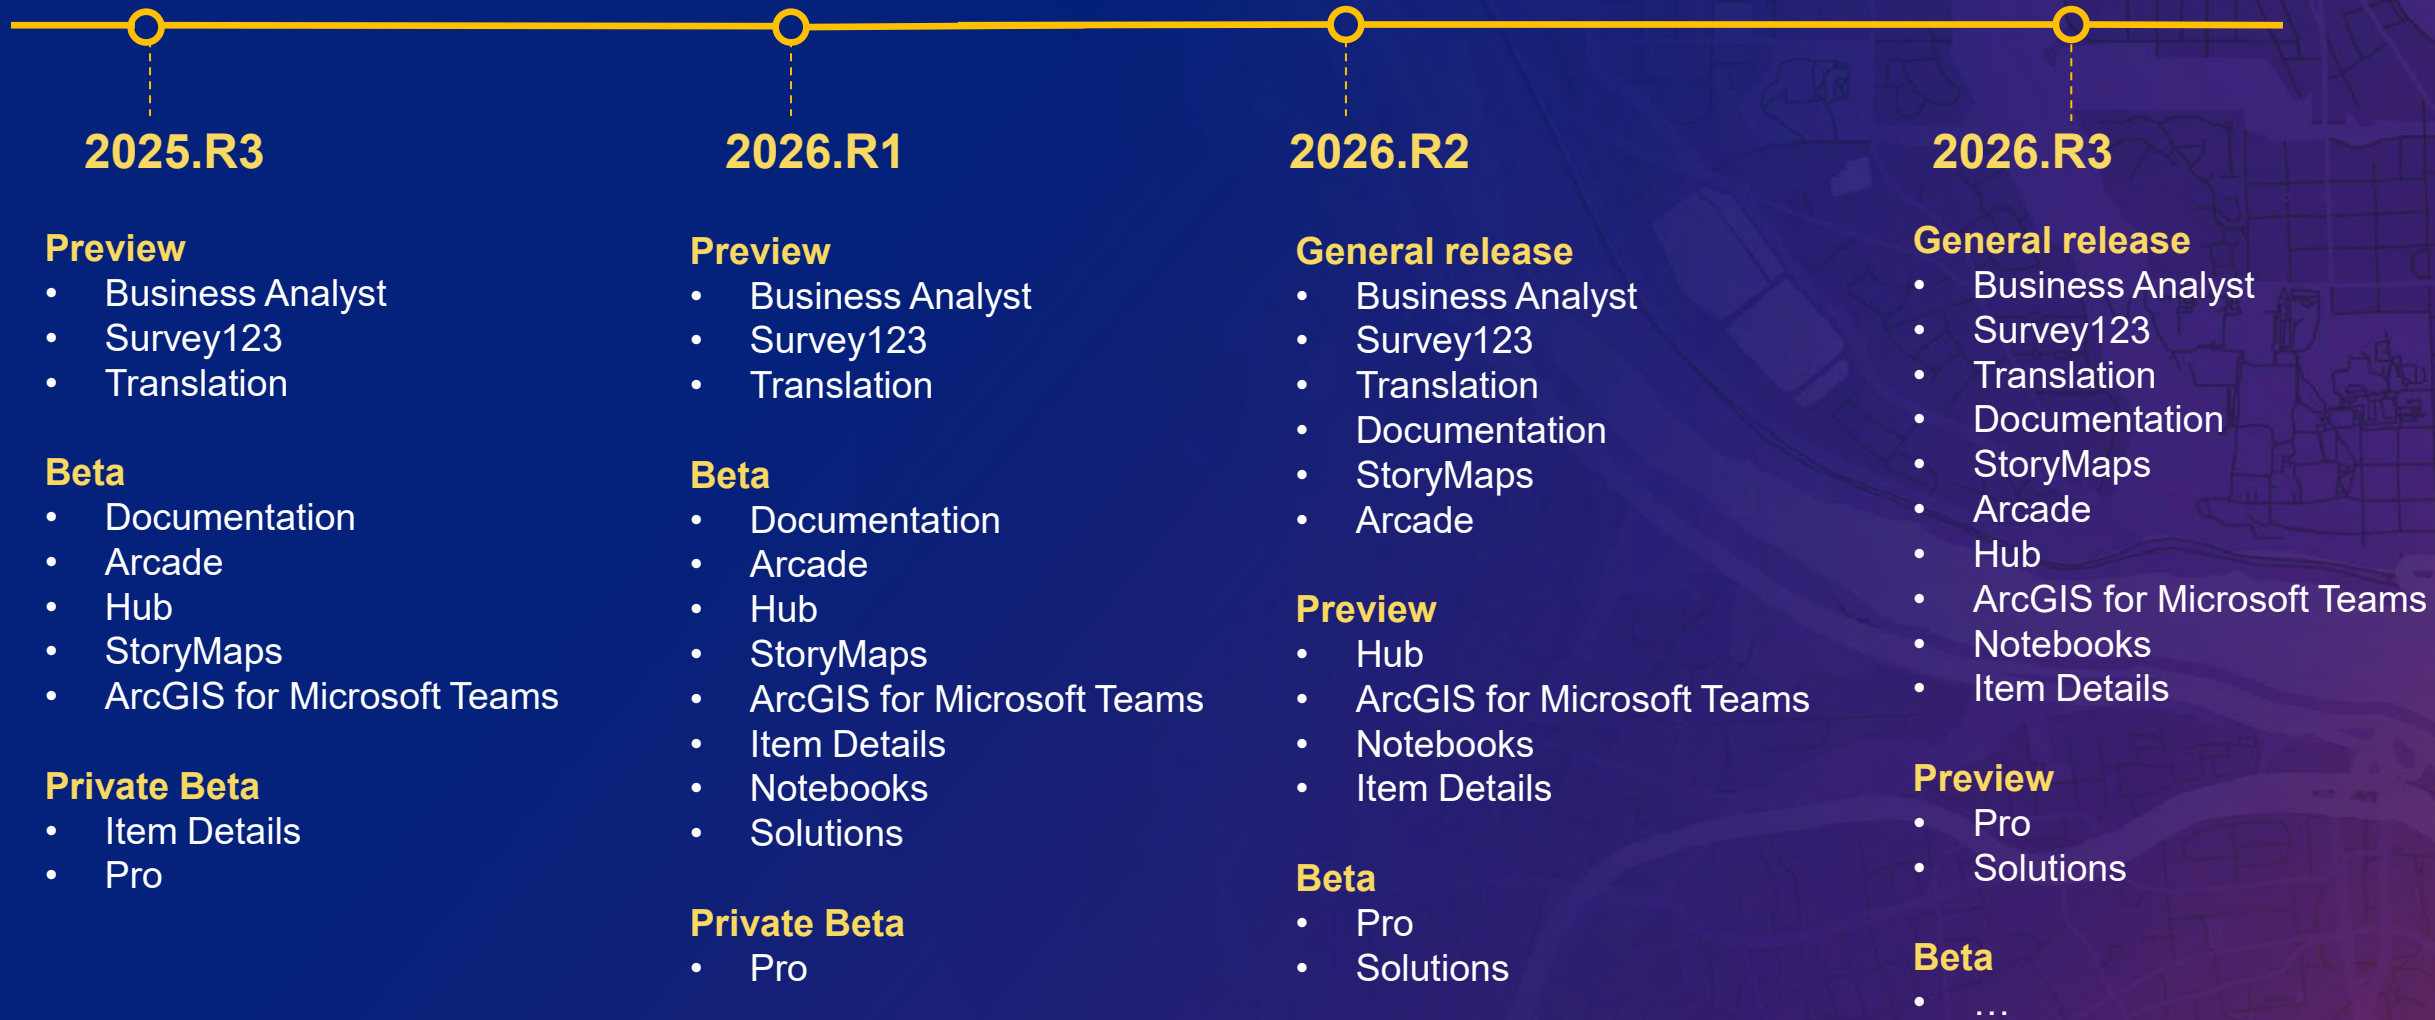 2025.R3
Preview
• Business Analyst
• Survey123
• Translation
Beta
• Documentation
• Arcade
• Hub
• StoryMaps
• ArcGIS for Microsoft Teams
Private Beta
• Item Details
• Pro
2026.R1
Preview
• Business Analyst
• Survey123
• Translation
Beta
• Documentation
• Arcade
• Hub
• StoryMaps
• ArcGIS for Microsoft Teams
• Item Details
• Notebooks
• Solutions
Private Beta
• Pro
2026.R2
General release
• Business Analyst
• Survey123
• Translation
• Documentation
• StoryMaps
• Arcade
Preview
• Hub
• ArcGIS for Microsoft Teams
• Notebooks
• Item Details
Beta
• Pro
• Solutions
2026.R3
General release
• Business Analyst
• Survey123
• Translation
• Documentation
• StoryMaps
• Arcade
• Hub
• ArcGIS for Microsoft Teams
• Notebooks
• Item Details
Preview
• Pro
• Solutions
Beta
• …